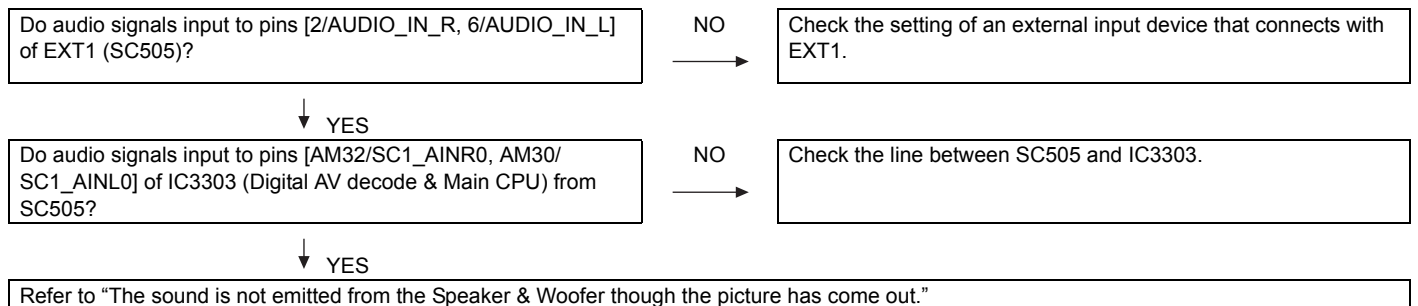 Do audio signals input to pins [2/AUDIO_IN_R, 6/AUDIO_IN_L]
of EXT1 (SC505)?
NO
Check the setting of an external input device that connects with
EXT1.
YES
Do audio signals input to pins [AM32/SC1_AINR0, AM30/
SC1_AINL0] of IC3303 (Digital AV decode & Main CPU) from
SC505?
NO
Check the line between SC505 and IC3303.
YES
Refer to “The sound is not emitted from the Speaker & Woofer though the picture has come out.”